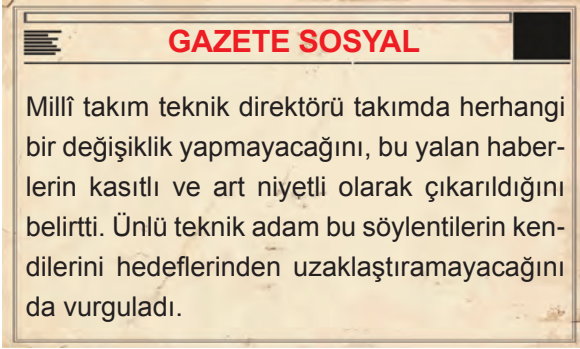 GAZETE SOSYAL
Millî takım teknik direktörü takımda herhangi
bir değişiklik yapmayacağını, bu yalan haber-
lerin kasıtlı ve art niyetli olarak çıkarıldığını
belirtti. Ünlü teknik adam bu söylentilerin ken-
dilerini hedeflerinden uzaklaştıramayacağını
da vurguladı.